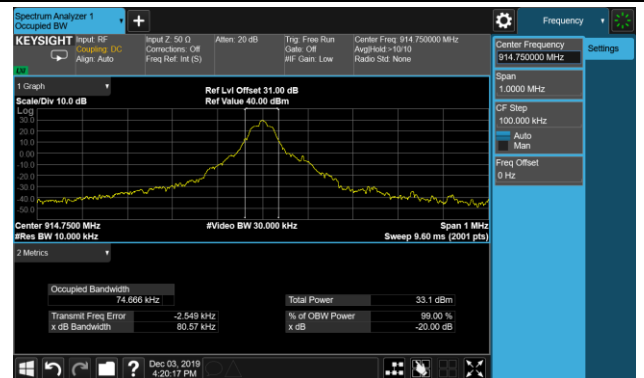 Spectrum Analyzer 1
Occupied BW
Frequency
KEYSIGHT Input: RF
Coupling: DC
Align: Auto
Input Z: 50 Ω
Corrections: Off
Freq Ref: Int (S)
Atten: 20 dB
Trig: Free Run
Gate: Off
#IF Gain: Low
Center Freq: 914.750000 MHz
Avg|Hold:>10/10
Radio Std: None
LXI
Center Frequency
914.750000 MHz
Settings
Span
1.0000 MHz
CF Step
100.000 kHz
Auto
Man
Freq Offset
0 Hz
1 Graph
Scale/Div 10.0 dB
Ref Lvl Offset 31.00 dB
Ref Value 40.00 dBm
Log
30.0
20.0
10.0
0.00
-10.0
-20.0
-30.0
-40.0
-50.0
Center 914.7500 MHz
#Res BW 10.000 kHz
#Video BW 30.000 kHz
Span 1 MHz
Sweep 9.60 ms (2001 pts)
2 Metrics
Occupied Bandwidth
74.666 kHz
Total Power 33.1 dBm
Transmit Freq Error -2.549 kHz
% of OBW Power 99.00 %
x dB Bandwidth 80.57 kHz
x dB -20.00 dB
?
Dec 03, 2019
4:20:17 PM